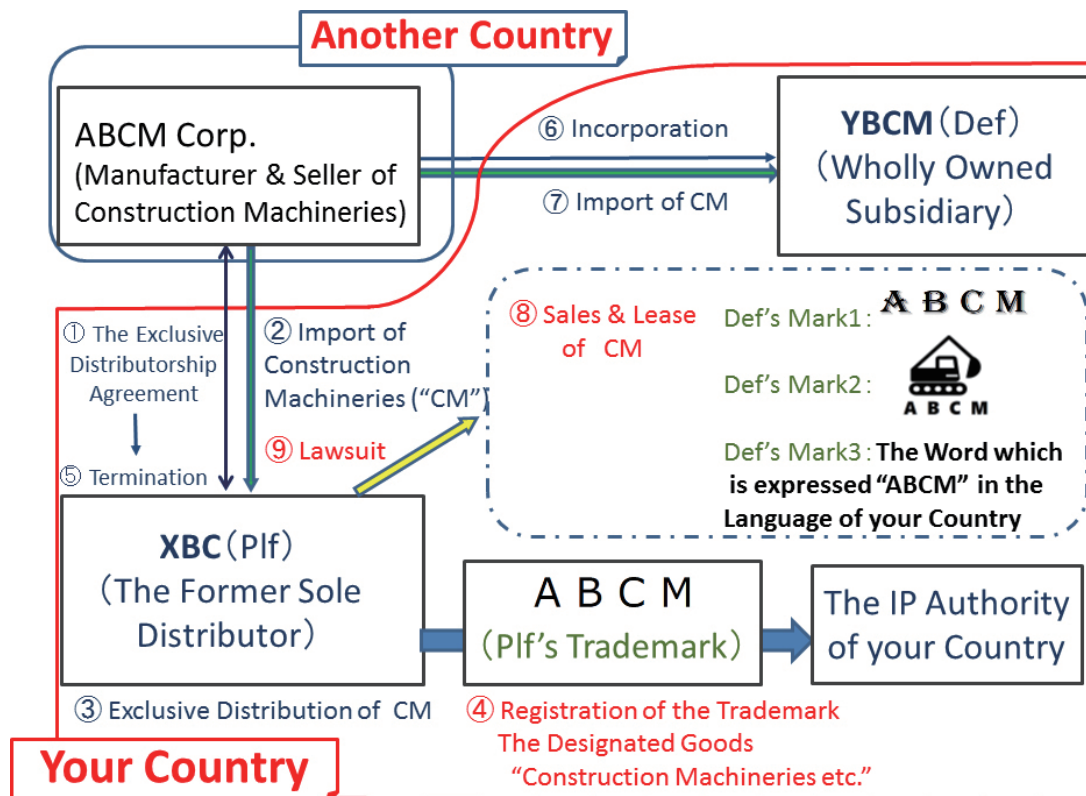 Another Country
ABCM Corp.
(Manufacturer & Seller of
Construction Machineries)
⑥ Incorporation
⑦ Import of CM
YBCM(Def)
(Wholly Owned
Subsidiary)
① The Exclusive
Distributorship
Agreement
⑤ Termination
② Import of
Construction
Machineries (“CM”)
⑨ Lawsuit
⑧ Sales & Lease
of CM
Def’s Mark1 : A B C M
Def’s Mark2 :
A B C M
Def’s Mark3 : The Word which
is expressed “ABCM” in the
Language of your Country
XBC(Plf)
(The Former Sole
Distributor)
A B C M
(Plf’s Trademark)
The IP Authority
of your Country
③ Exclusive Distribution of CM
④ Registration of the Trademark
The Designated Goods
“Construction Machineries etc.”
Your Country